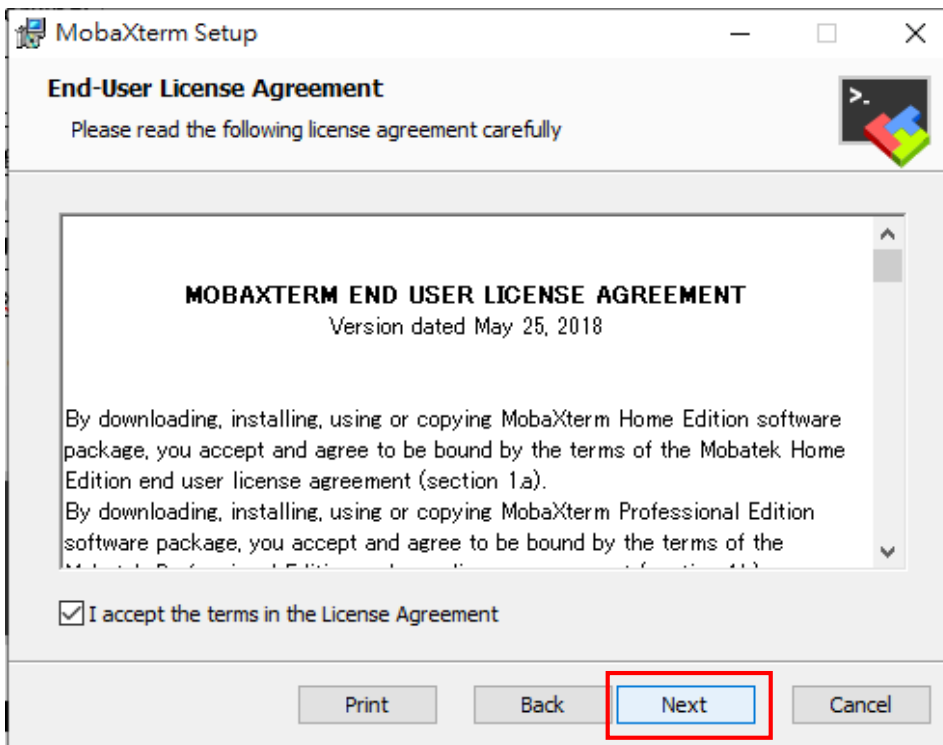 MobaXterm Setup
End-User License Agreement
Please read the following license agreement carefully
>.
MOBAXTERM END USER LICENSE AGREEMENT
Version dated May 25, 2018
By downloading, installing, using or copying MobaXterm Home Edition software
package, you accept and agree to be bound by the terms of the Mobatek Home
Edition end user license agreement (section 1.a).
By downloading, installing, using or copying MobaXterm Professional Edition
software package, you accept and agree to be bound by the terms of the
I accept the terms in the License Agreement
Print
Back
Next
Cancel